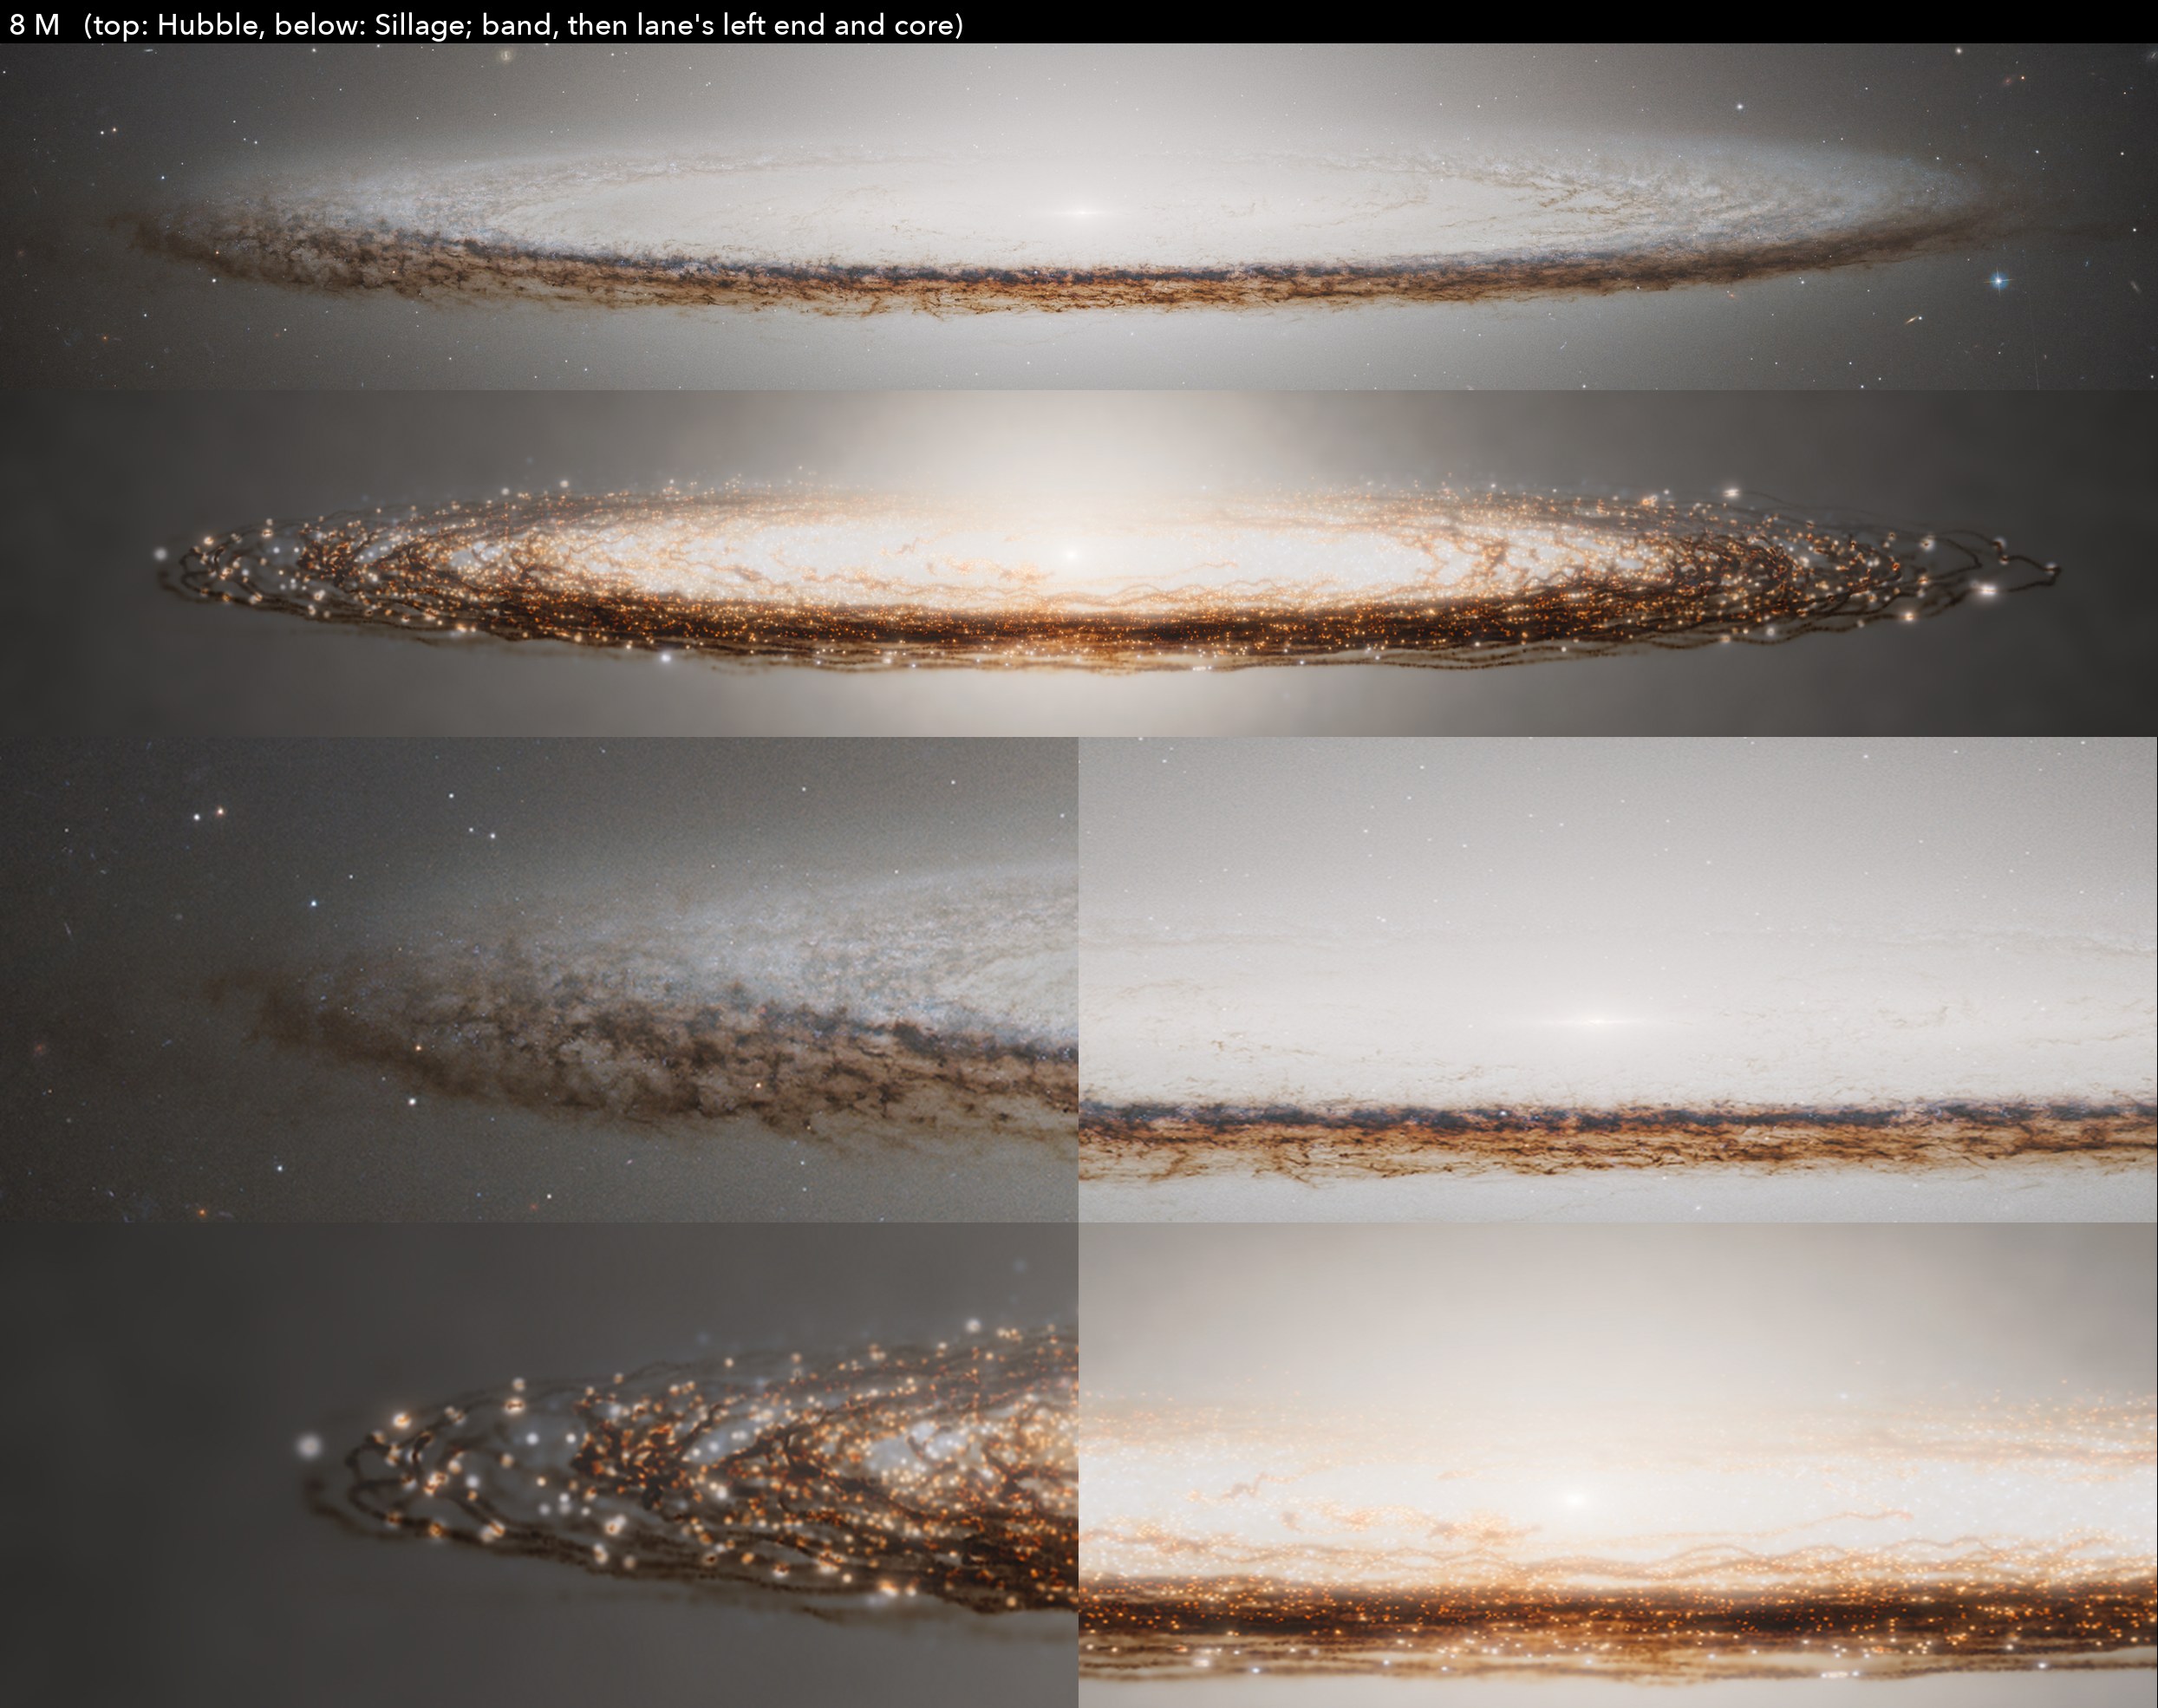 8 M (top: Hubble, below: Sillage; band, then lane's left end and core)